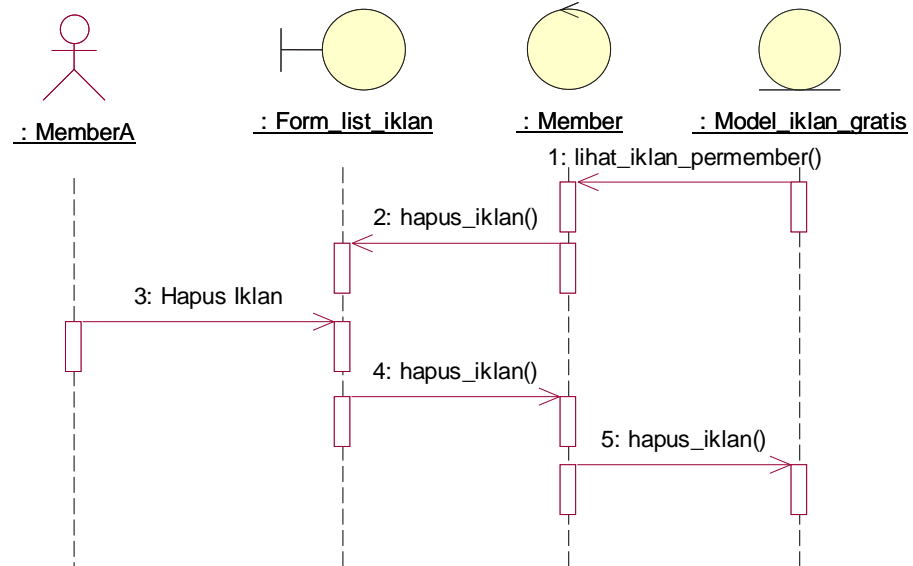 : MemberA
: Form_list_iklan
: Member
: Model_iklan_gratis
1: lihat_iklan_permember()
2: hapus_iklan()
3: Hapus Iklan
4: hapus_iklan()
5: hapus_iklan()